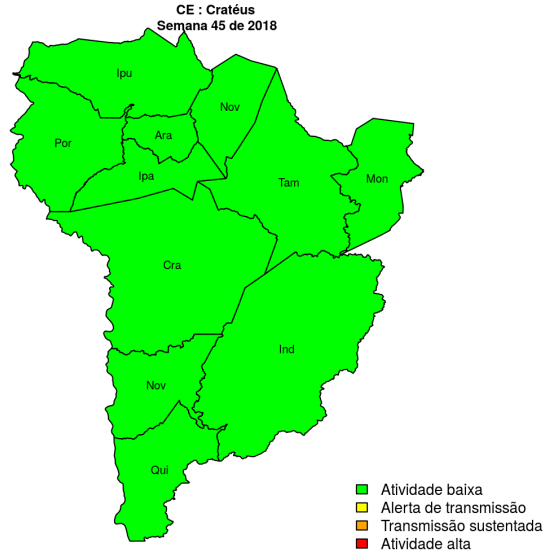 CE : Cratéus
Semana 45 de 2018
Ipu
Nov
Por
Ara
Ipa
Tam
Mon
Cra
Ind
Nov
Qui
Atividade baixa
Alerta de transmissão
Transmissão sustentada
Atividade alta